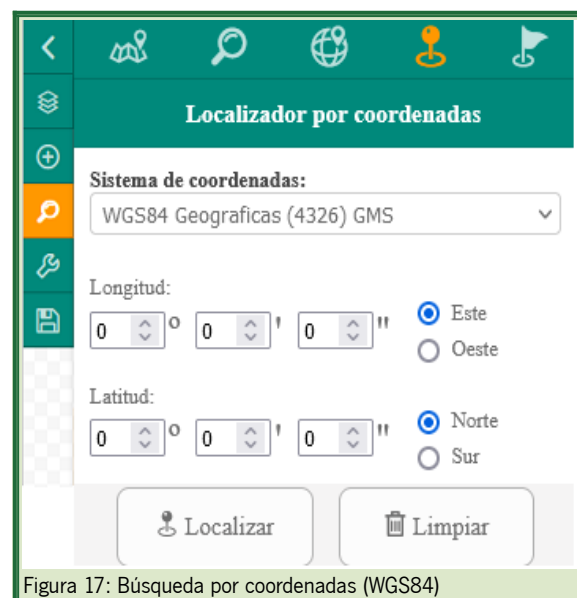 Localizador por coordenadas
Sistema de coordenadas:
WGS84 Geograficas (4326) GMS
Longitud:
0 º 0 ' 0 " Este
Oeste
Latitud:
0 º 0 ' 0 " Norte
Sur
Localizar Limpiar
Figura 17: Búsqueda por coordenadas (WGS84)